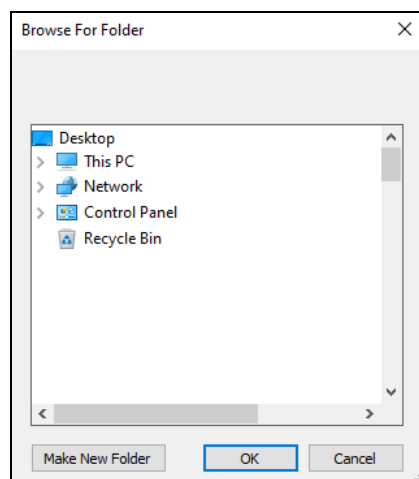 Browse For Folder
Desktop
This PC
Network
Control Panel
Recycle Bin
Make New Folder OK Cancel